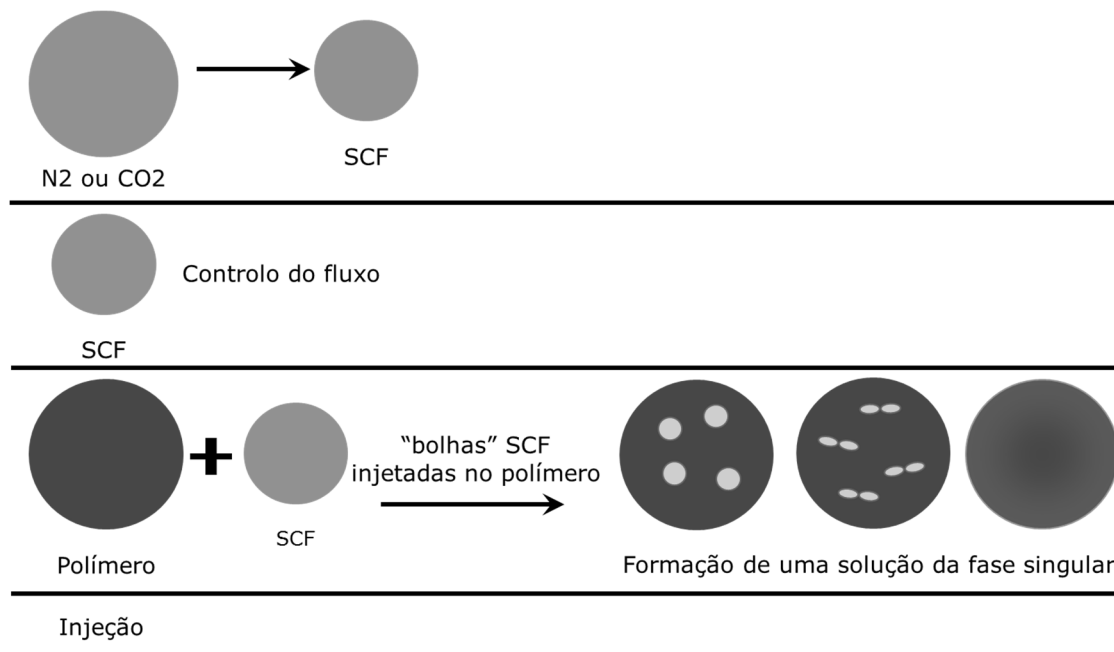 N2 ou CO2
SCF
Controlo do fluxo
SCF
Polímero
SCF
“bolhas” SCF
injetadas no polímero
Formação de uma solução da fase singular
Injeção